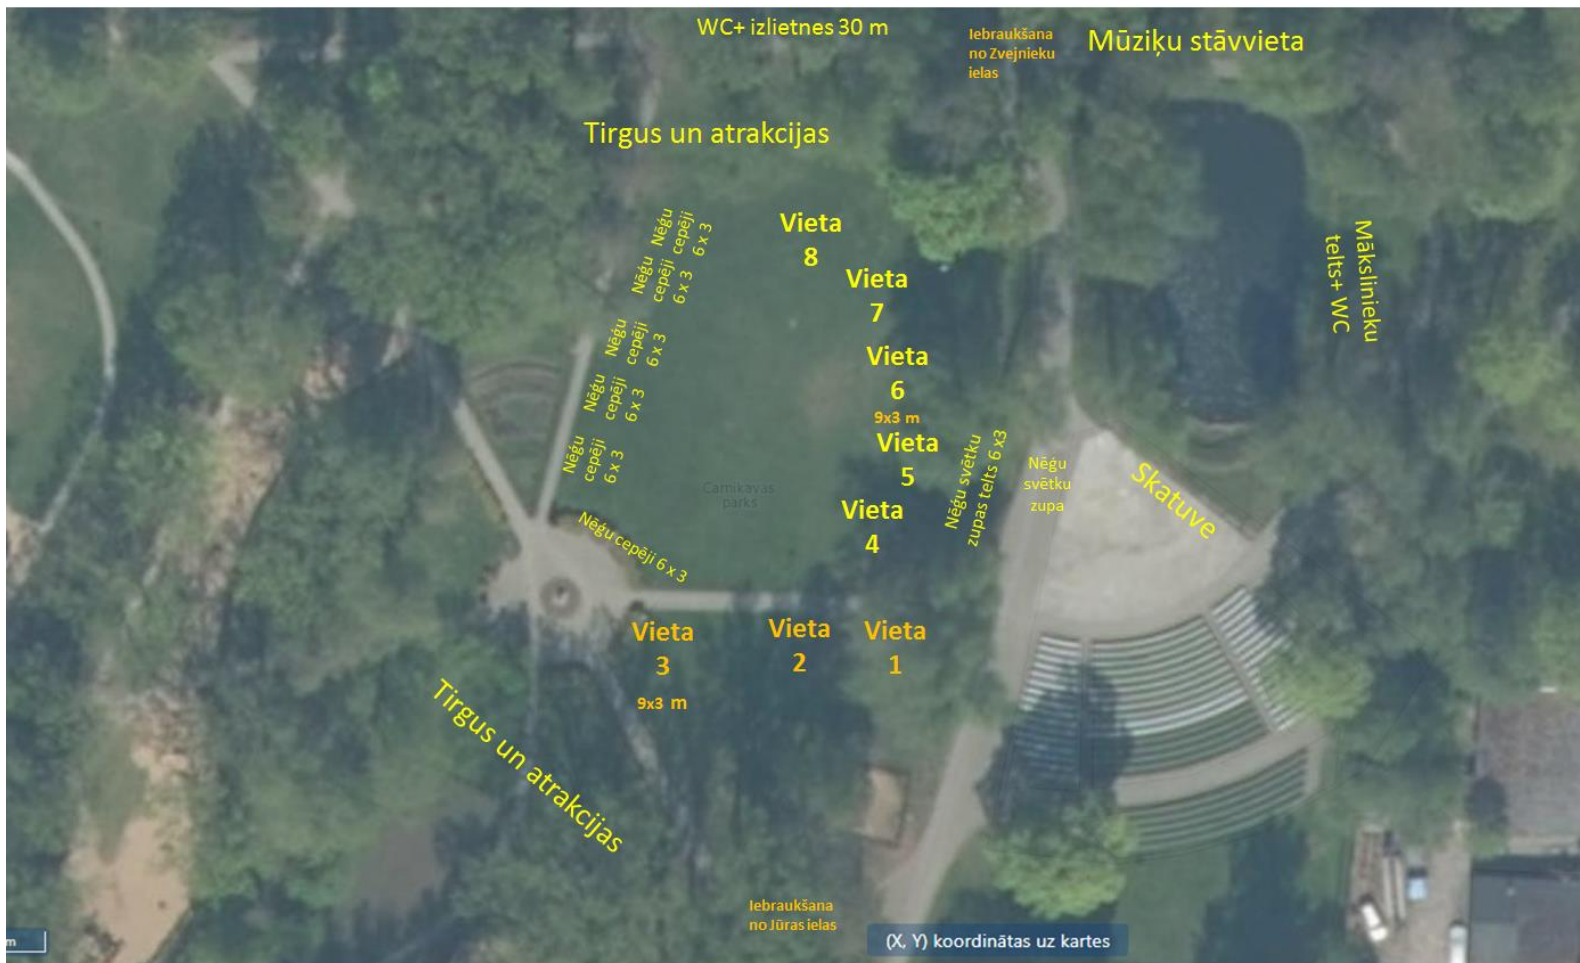 WC+ izlietnes 30 m
Iebraukšana
no Zvejnieku
ielas
Mūziķu stāvvieta
Tirgus un atrakcijas
Nēģu
cepēji
6 x 3
Nēģu
cepēji
6 x 3
Nēģu
cepēji
6 x 3
Nēģu
cepēji
6 x 3
Nēģu
cepēji
6 x 3
Nēģu cepēji 6 x 3
Vieta
8
Vieta
7
Vieta
6
9x3 m
Vieta
5
Vieta
4
Carnikavas
parks
Nēģu svētku
zupas telts 6 x3
Nēģu
svētku
zupa
Skatuve
Mākslinieku
telts+ WC
Vieta
3
9x3 m
Vieta
2
Vieta
1
Tirgus un atrakcijas
Iebraukšana
no Jūras ielas
m
(X, Y) koordinātas uz kartes